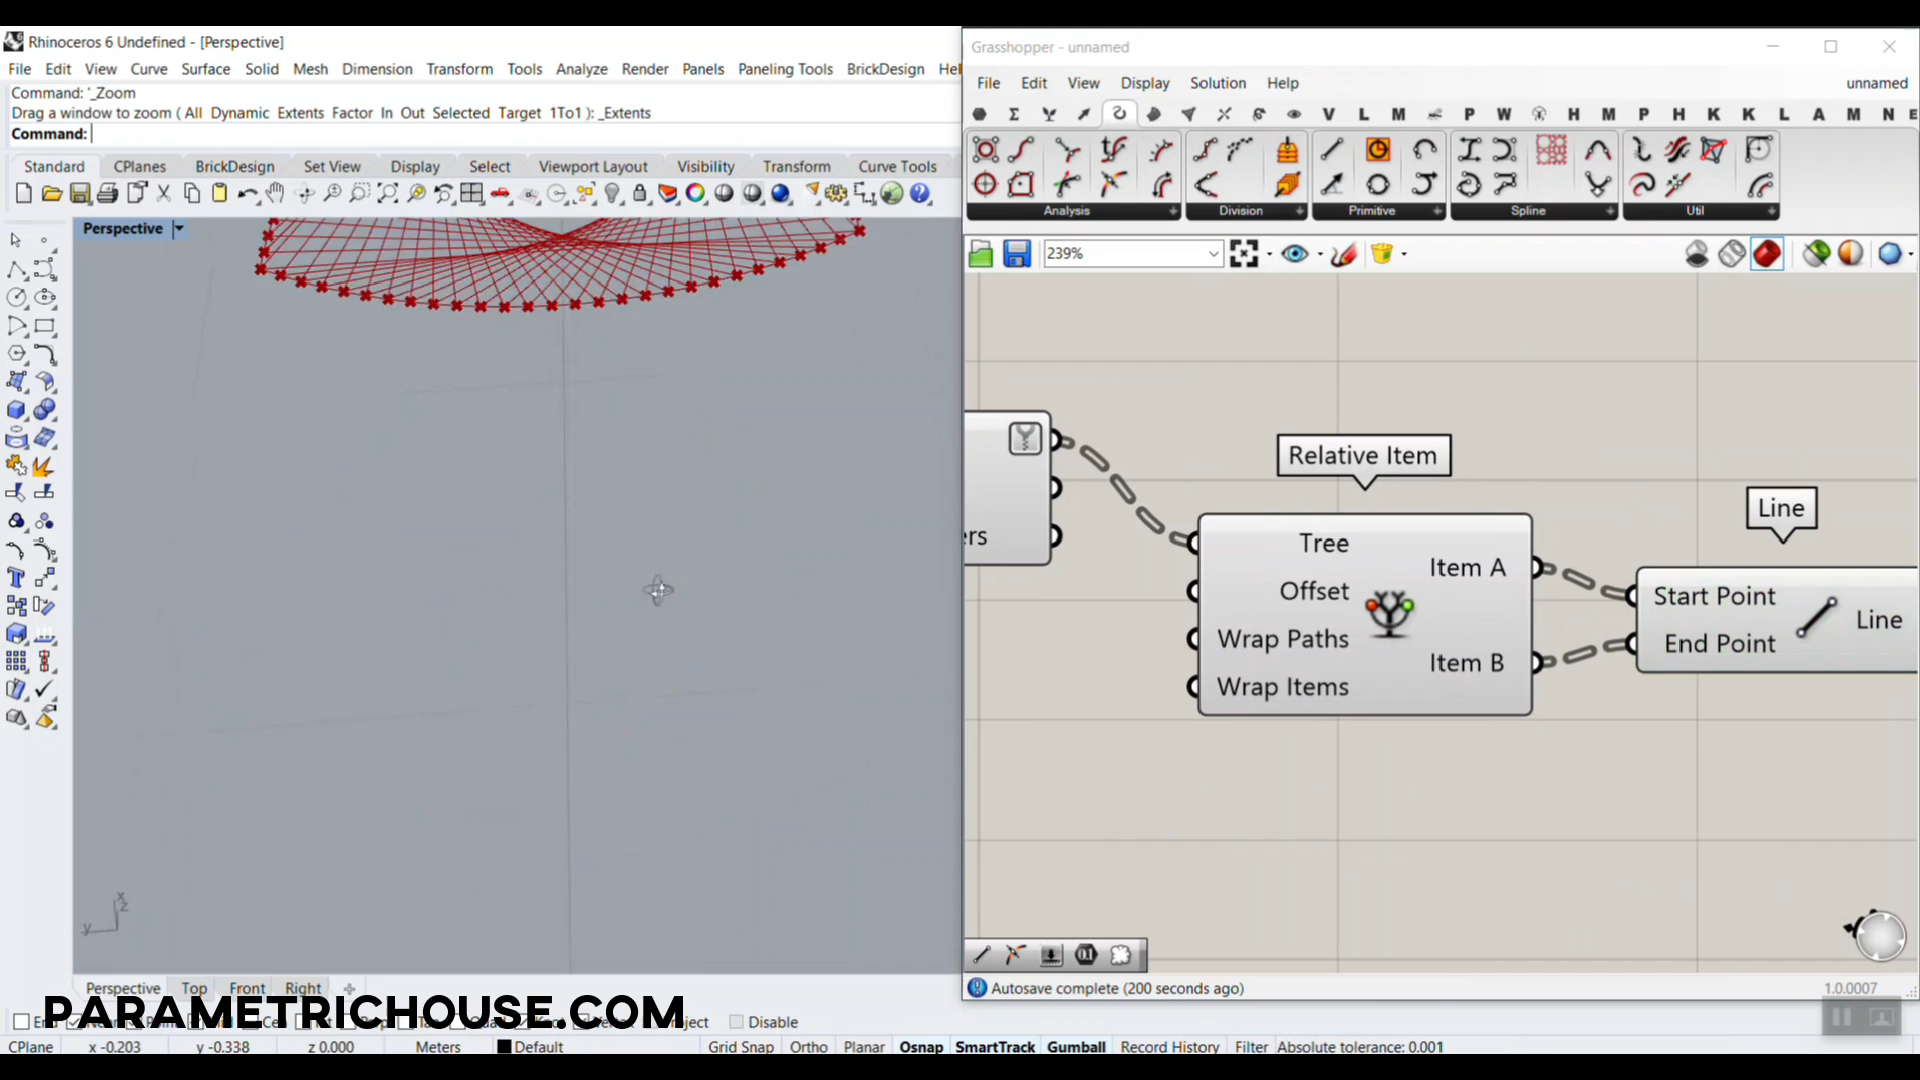 Rhinoceros 6 Undefined - [Perspective]
File Edit View Curve Surface Solid Mesh Dimension Transform Tools Analyze Render Panels Paneling Tools BrickDesign Hel
Command: '_Zoom
Drag a window to zoom ( All Dynamic Extents Factor In Out Selected Target 1To1 ): _Extents
Command:
Standard CPlanes BrickDesign Set View Display Select Viewport Layout Visibility Transform Curve Tools
Perspective
x
z
y
Perspective Top Front Right
PARAMETRICHOUSE.COM
Disable
CPlane x -0.203 y -0.338 z 0.000 Meters Default Grid Snap Ortho Planar Osnap SmartTrack Gumball Record History Filter Absolute tolerance: 0.001
Grasshopper - unnamed
File Edit View Display Solution Help unnamed
V L M P W H M P H K K L A M N E
Analysis Division Primitive Spline Util
239%
ers
Relative Item
Tree
Offset
Wrap Paths
Wrap Items
Item A
Item B
Line
Start Point
End Point
Line
Autosave complete (200 seconds ago)
1.0.0007